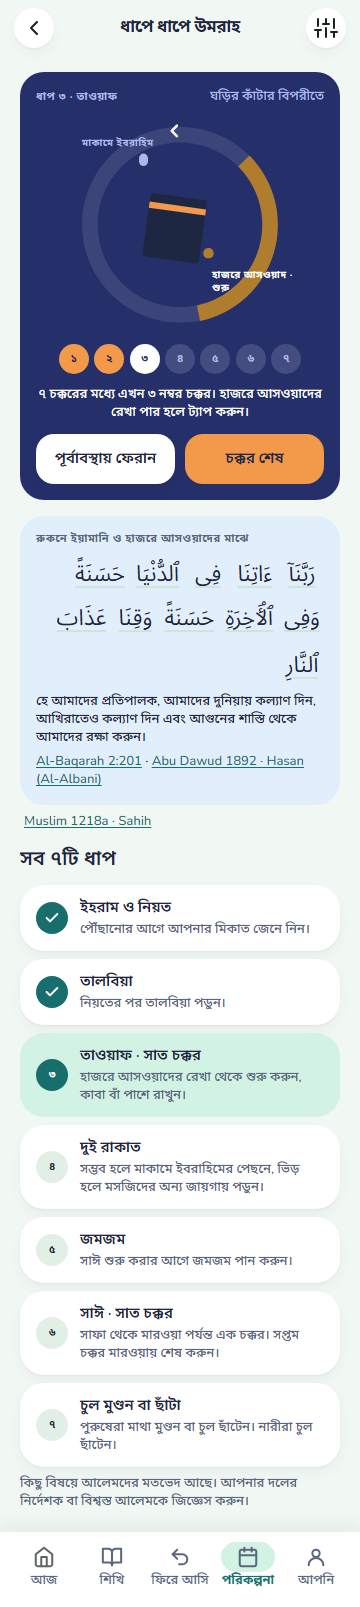 ধাপে ধাপে উমরাহ
ধাপ ৩ · তাওয়াফ
ঘড়ির কাঁটার বিপরীতে
মাকামে ইবরাহিম
হাজরে আসওয়াদ ·
শুরু
১ ২ ৩ ৪ ৫ ৬ ৭
৭ চক্করের মধ্যে এখন ৩ নম্বর চক্কর। হাজরে আসওয়াদের
রেখা পার হলে ট্যাপ করুন।
পূর্বাবস্থায় ফেরান
চক্কর শেষ
রুকনে ইয়ামানি ও হাজরে আসওয়াদের মাঝে
رَبَّنَآ ءَاتِنَا فِى ٱلدُّنْيَا حَسَنَةً
وَفِى ٱلْـَٔاخِرَةِ حَسَنَةً وَقِنَا عَذَابَ
ٱلنَّارِ
হে আমাদের প্রতিপালক, আমাদের দুনিয়ায় কল্যাণ দিন,
আখিরাতেও কল্যাণ দিন এবং আগুনের শাস্তি থেকে
আমাদের রক্ষা করুন।
Al-Baqarah 2:201 · Abu Dawud 1892 · Hasan
(Al-Albani)
Muslim 1218a · Sahih
সব ৭টি ধাপ
ইহরাম ও নিয়ত
পৌঁছানোর আগে আপনার মিকাত জেনে নিন।
তালবিয়া
নিয়তের পর তালবিয়া পড়ুন।
৩
তাওয়াফ · সাত চক্কর
হাজরে আসওয়াদের রেখা থেকে শুরু করুন,
কাবা বাঁ পাশে রাখুন।
৪
দুই রাকাত
সম্ভব হলে মাকামে ইবরাহিমের পেছনে, ভিড়
হলে মসজিদের অন্য জায়গায় পড়ুন।
৫
জমজম
সাঈ শুরু করার আগে জমজম পান করুন।
৬
সাঈ · সাত চক্কর
সাফা থেকে মারওয়া পর্যন্ত এক চক্কর। সপ্তম
চক্কর মারওয়ায় শেষ করুন।
৭
চুল মুণ্ডন বা ছাঁটা
পুরুষেরা মাথা মুণ্ডন বা চুল ছাঁটেন। নারীরা চুল
ছাঁটেন।
কিছু বিষয়ে আলেমদের মতভেদ আছে। আপনার দলের
নির্দেশক বা বিশ্বস্ত আলেমকে জিজ্ঞেস করুন।
আজ
শিখি
ফিরে আসি
পরিকল্পনা
আপনি